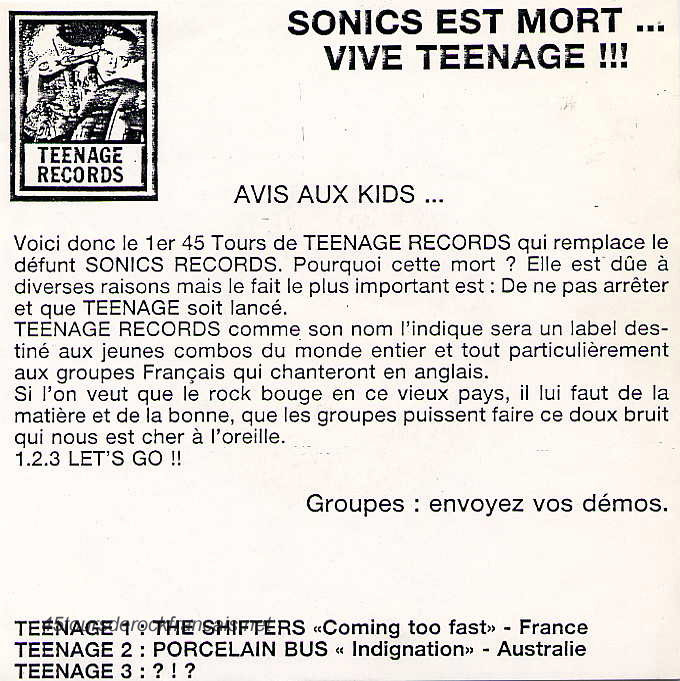 SONICS EST MORT ...
VIVE TEENAGE !!!
TEENAGE
RECORDS
AVIS AUX KIDS ...
Voici donc le 1er 45 Tours de TEENAGE RECORDS qui remplace le
défunt SONICS RECORDS. Pourquoi cette mort ? Elle est dûe à
diverses raisons mais le fait le plus important est : De ne pas arrêter
et que TEENAGE soit lancé.
TEENAGE RECORDS comme son nom l'indique sera un label des-
tiné aux jeunes combos du monde entier et tout particulièrement
aux groupes Français qui chanteront en anglais.
Si l'on veut que le rock bouge en ce vieux pays, il lui faut de la
matière et de la bonne, que les groupes puissent faire ce doux bruit
qui nous est cher à l'oreille.
1.2.3 LET'S GO !!
Groupes : envoyez vos démos.
45toursderockfrançais.net
TEENAGE 1 : THE SHIFTERS «Coming too fast» - France
TEENAGE 2 : PORCELAIN BUS « Indignation» - Australie
TEENAGE 3 : ? ! ?